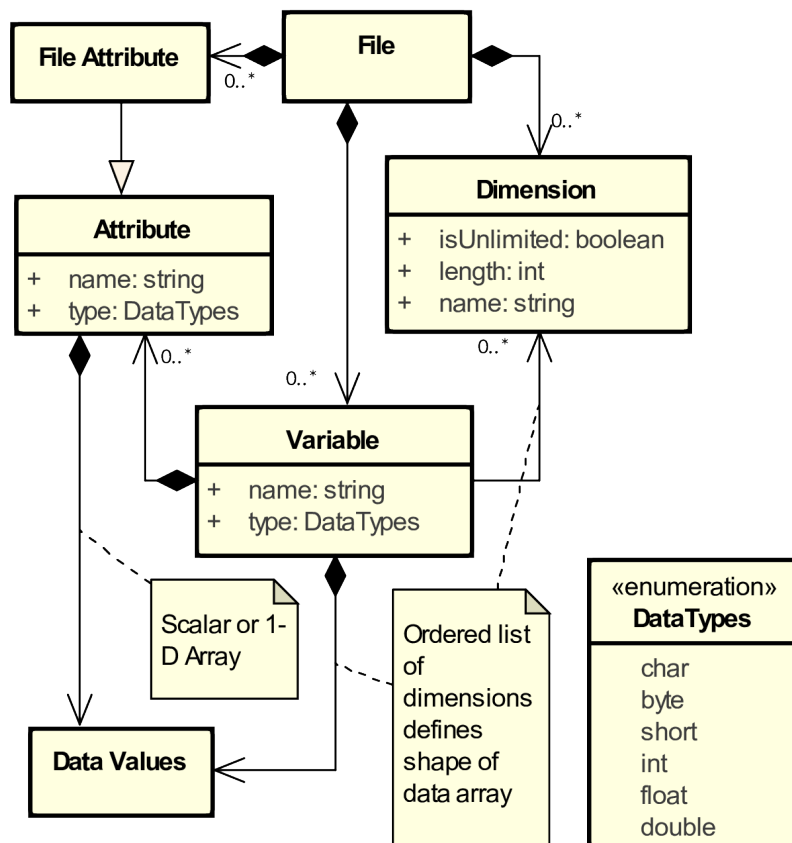 File Attribute
File
0..*
0..*
Dimension
+ isUnlimited: boolean
+ length: int
+ name: string
Attribute
+ name: string
+ type: DataTypes
0..*
0..*
0..*
Variable
+ name: string
+ type: DataTypes
Scalar or 1-
D Array
Ordered list
of
dimensions
defines
shape of
data array
«enumeration»
DataTypes
char
byte
short
int
float
double
Data Values